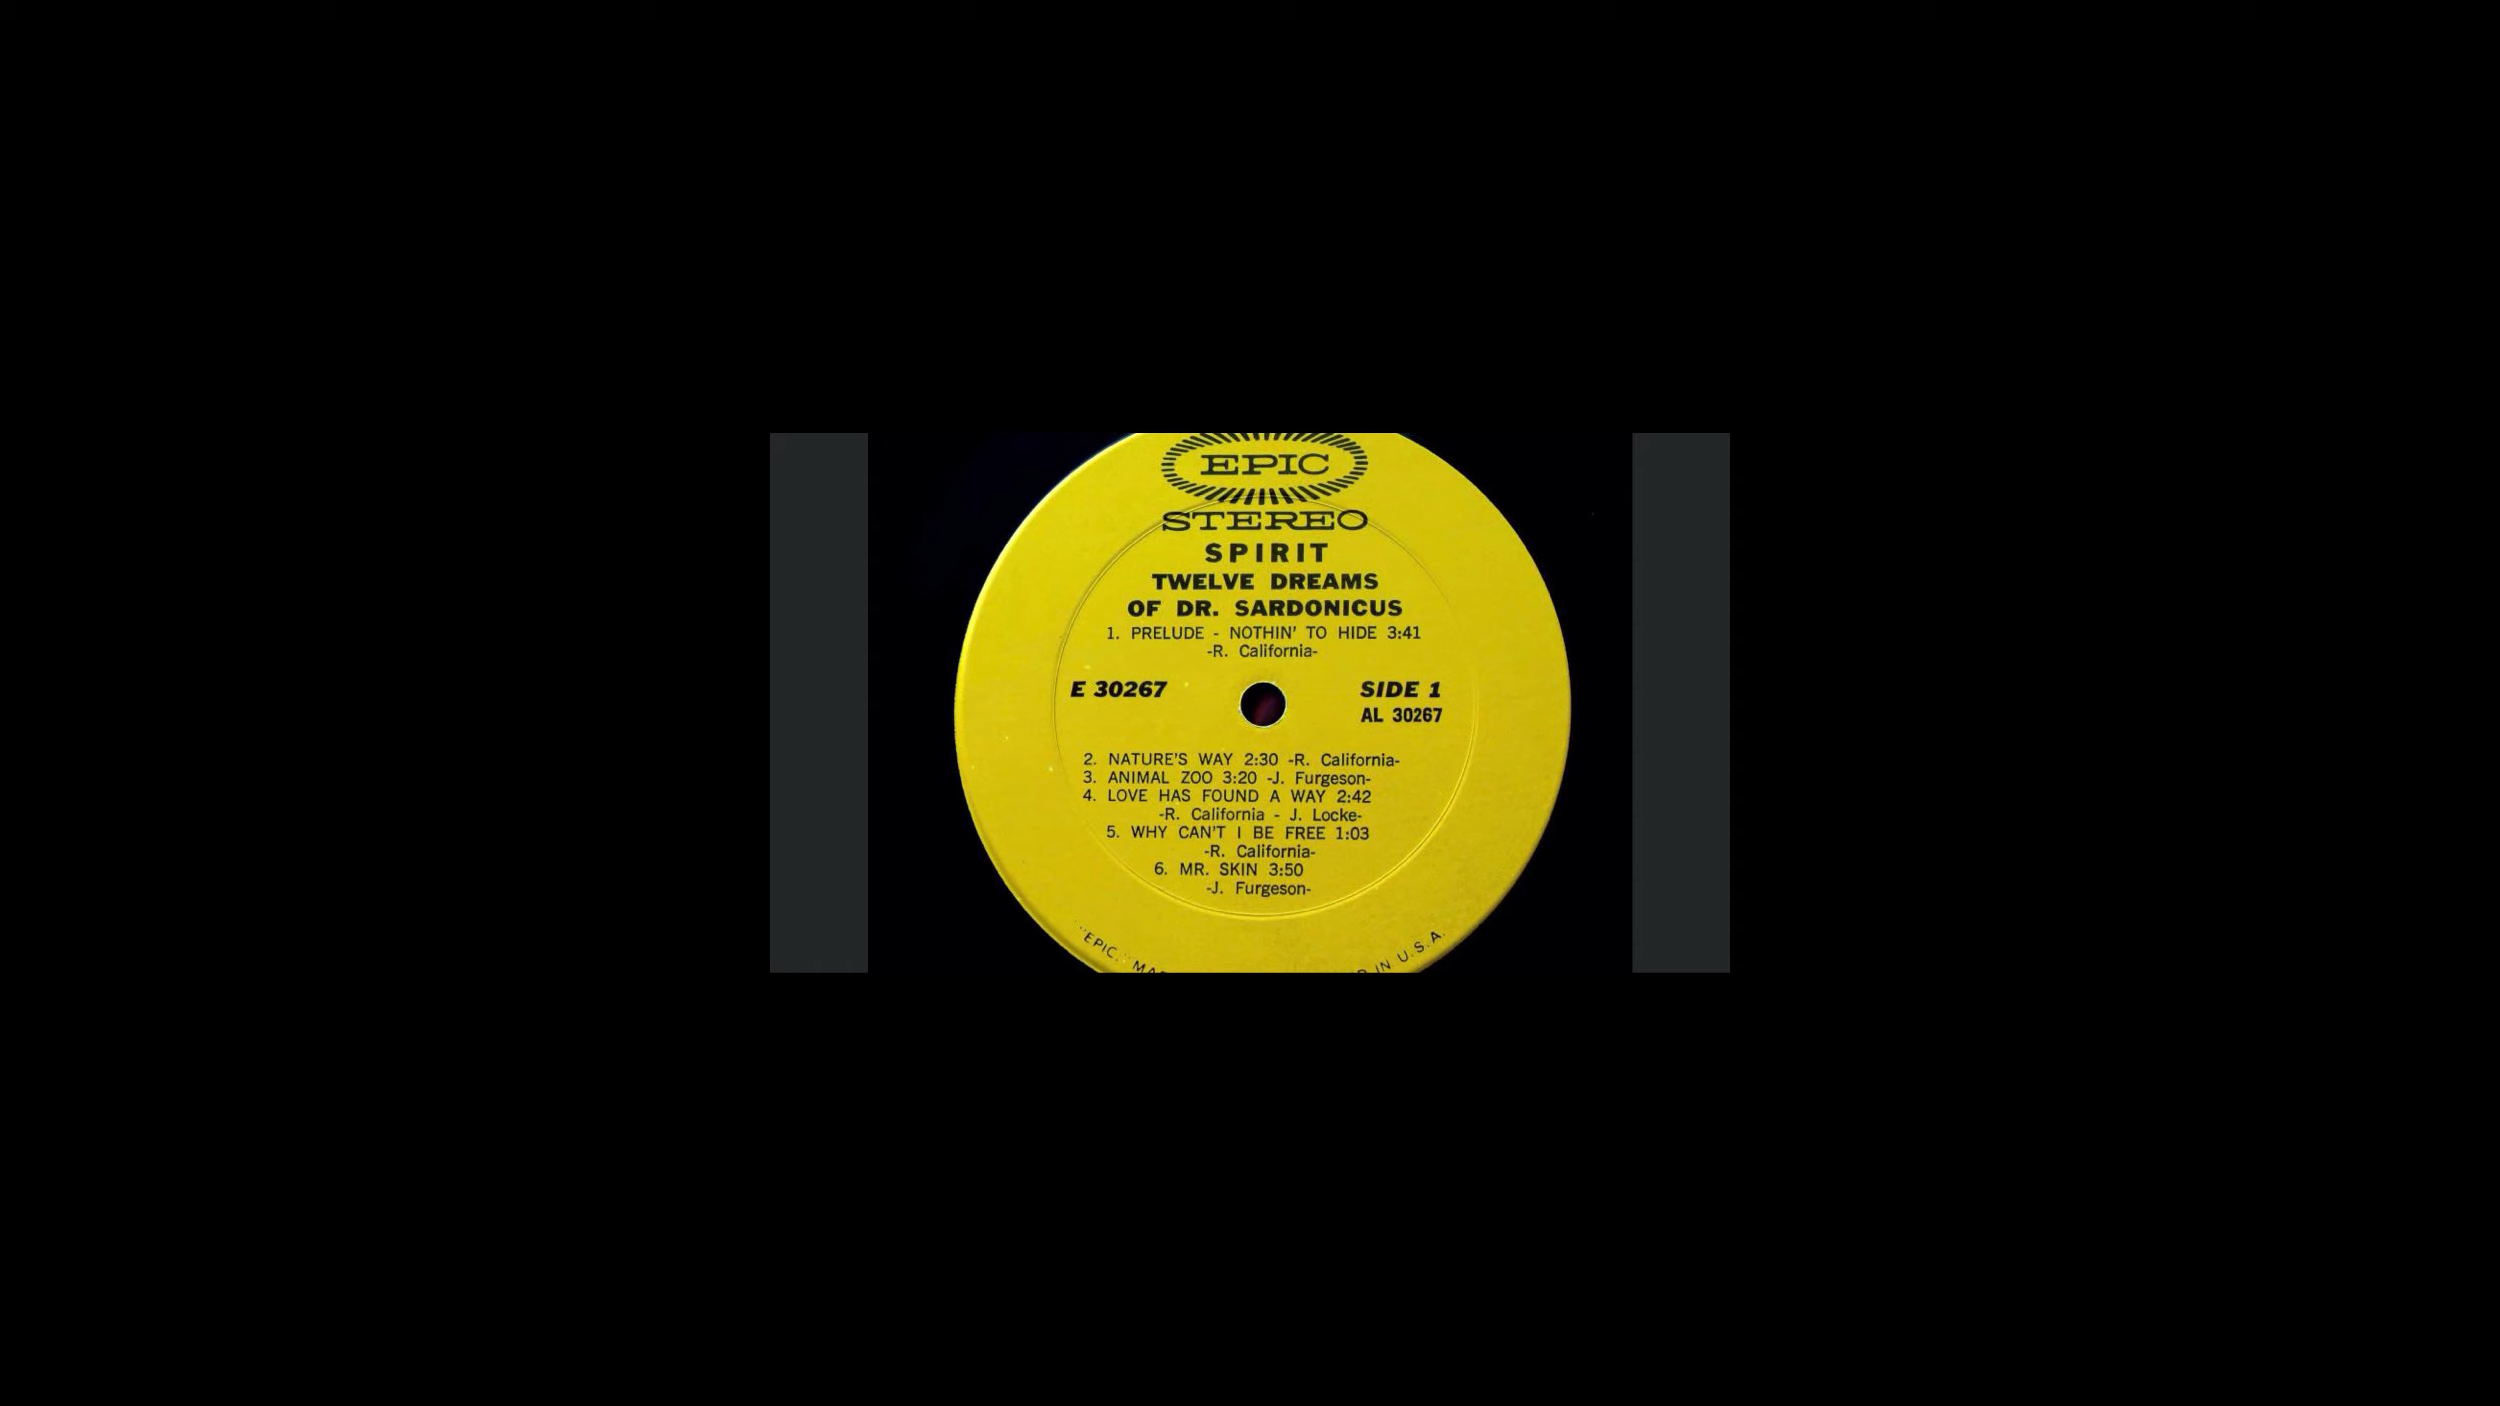 EPIC
STEREO
SPIRIT
TWELVE DREAMS
OF DR. SARDONICUS
1. PRELUDE - NOTHIN' TO HIDE 3:41
-R. California-
E 30267
SIDE 1
AL 30267
2. NATURE'S WAY 2:30 -R. California-
3. ANIMAL ZOO 3:20 -J. Furgeson-
4. LOVE HAS FOUND A WAY 2:42
-R. California - J. Locke-
5. WHY CAN'T I BE FREE 1:03
-R. California-
6. MR. SKIN 3:50
-J. Furgeson-
"EPIC," IN U.S.A.